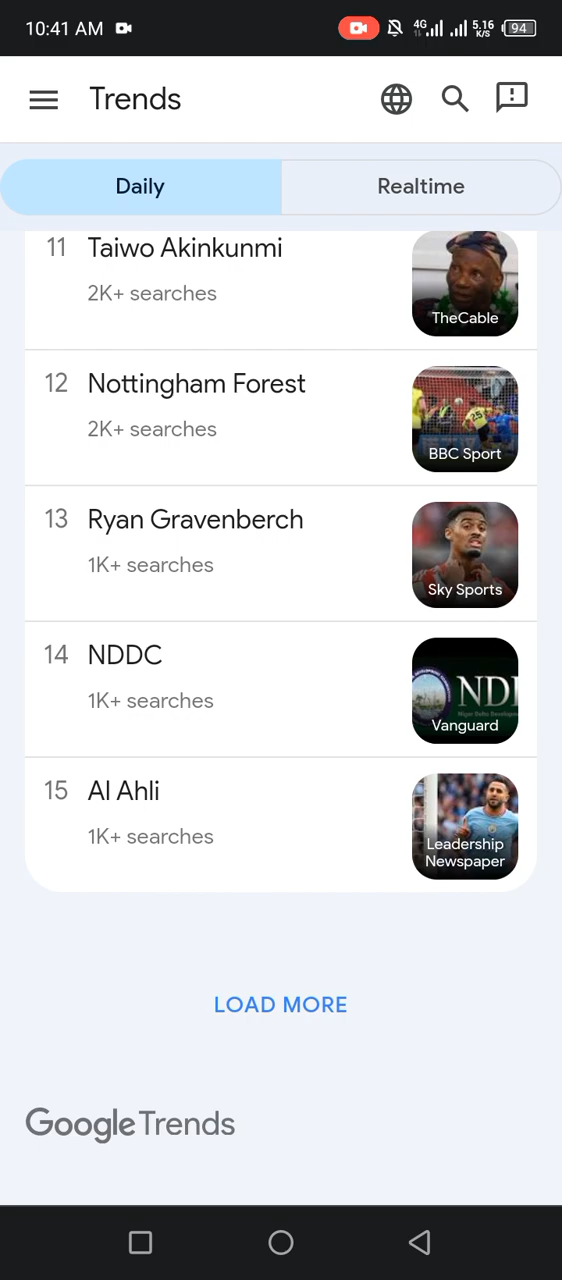 10:41 AM
4G
5.16
K/S
94
Trends
Daily
Realtime
11 Taiwo Akinkunmi
2K+ searches
TheCable
12 Nottingham Forest
2K+ searches
25
BBC Sport
13 Ryan Gravenberch
1K+ searches
Sky Sports
14 NDDC
1K+ searches
Vanguard
15 Al Ahli
1K+ searches
Leadership
Newspaper
LOAD MORE
Google Trends